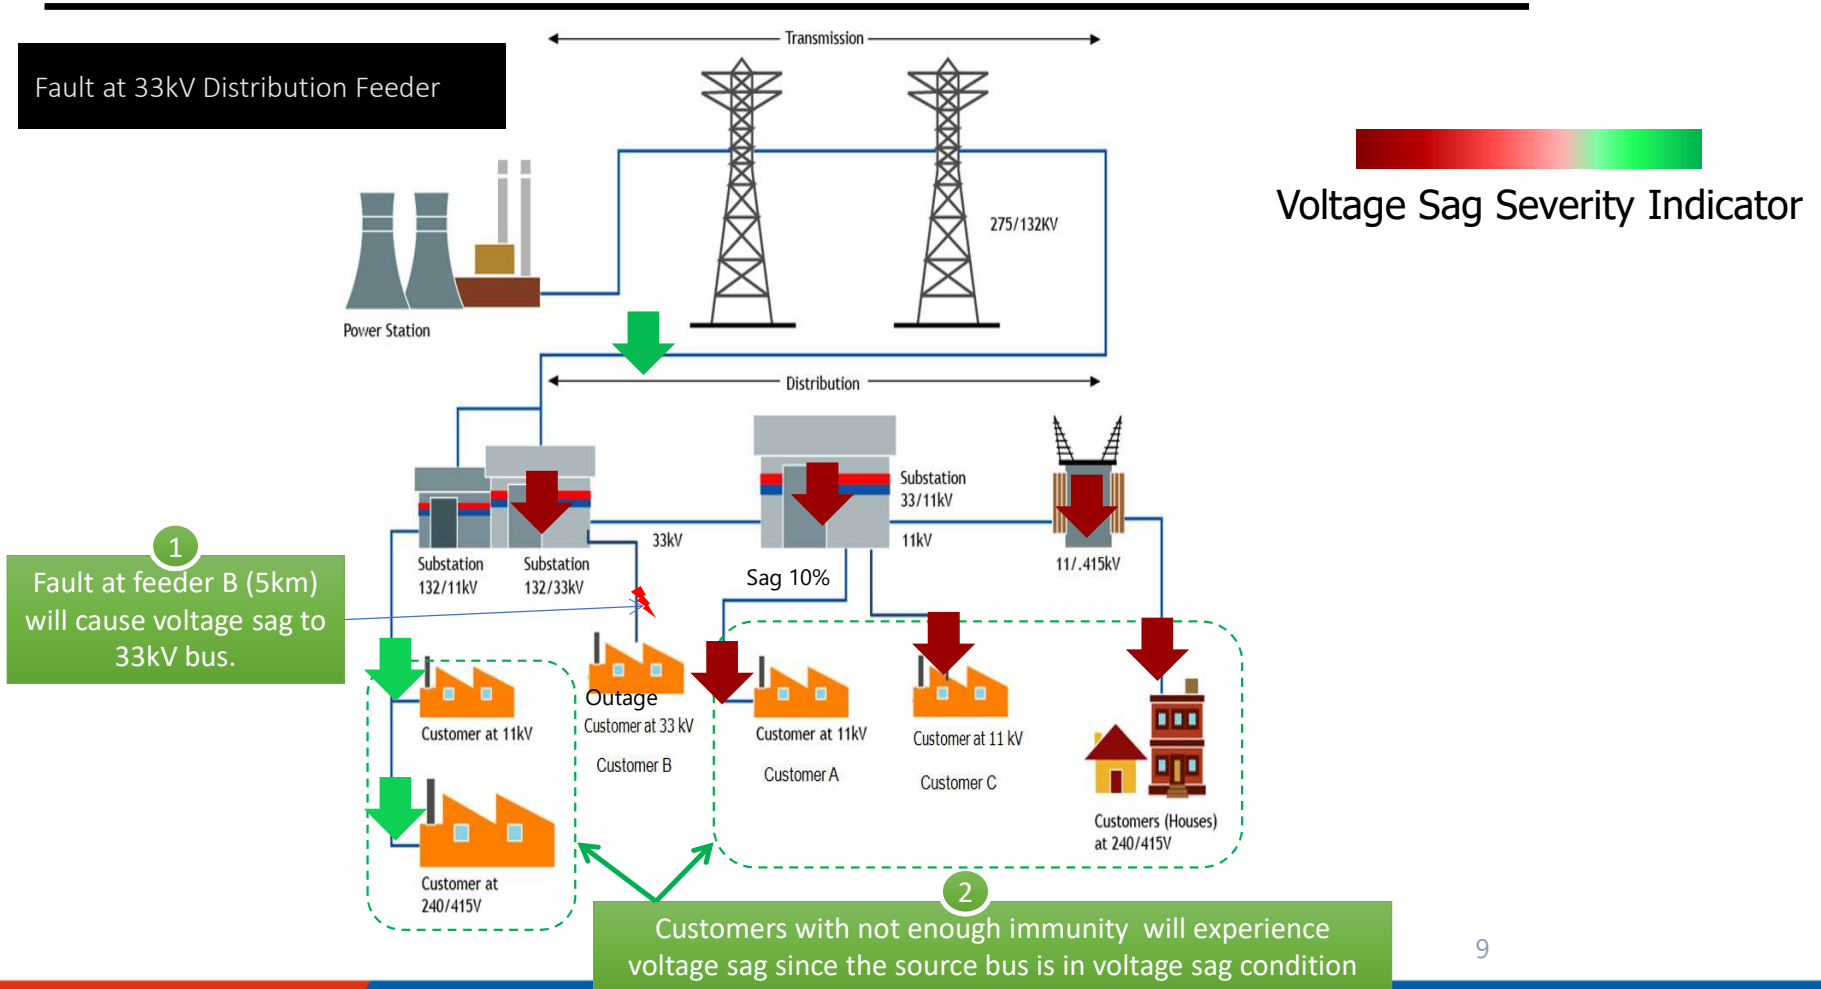 Transmission
Fault at 33kV Distribution Feeder
Voltage Sag Severity Indicator
275/132KV
Power Station
Distribution
Substation
33/11kV
33kV
11kV
Substation
132/11kV
Substation
132/33kV
11/.415kV
Sag 10%
1
Fault at feeder B (5km)
will cause voltage sag to
33kV bus.
Outage
Customer at 11kV
Customer at 33 kV
Customer B
Customer at 11kV
Customer A
Customer at 11 kV
Customer C
Customers (Houses)
at 240/415V
Customer at
240/415V
2
Customers with not enough immunity  will experience
voltage sag since the source bus is in voltage sag condition
9